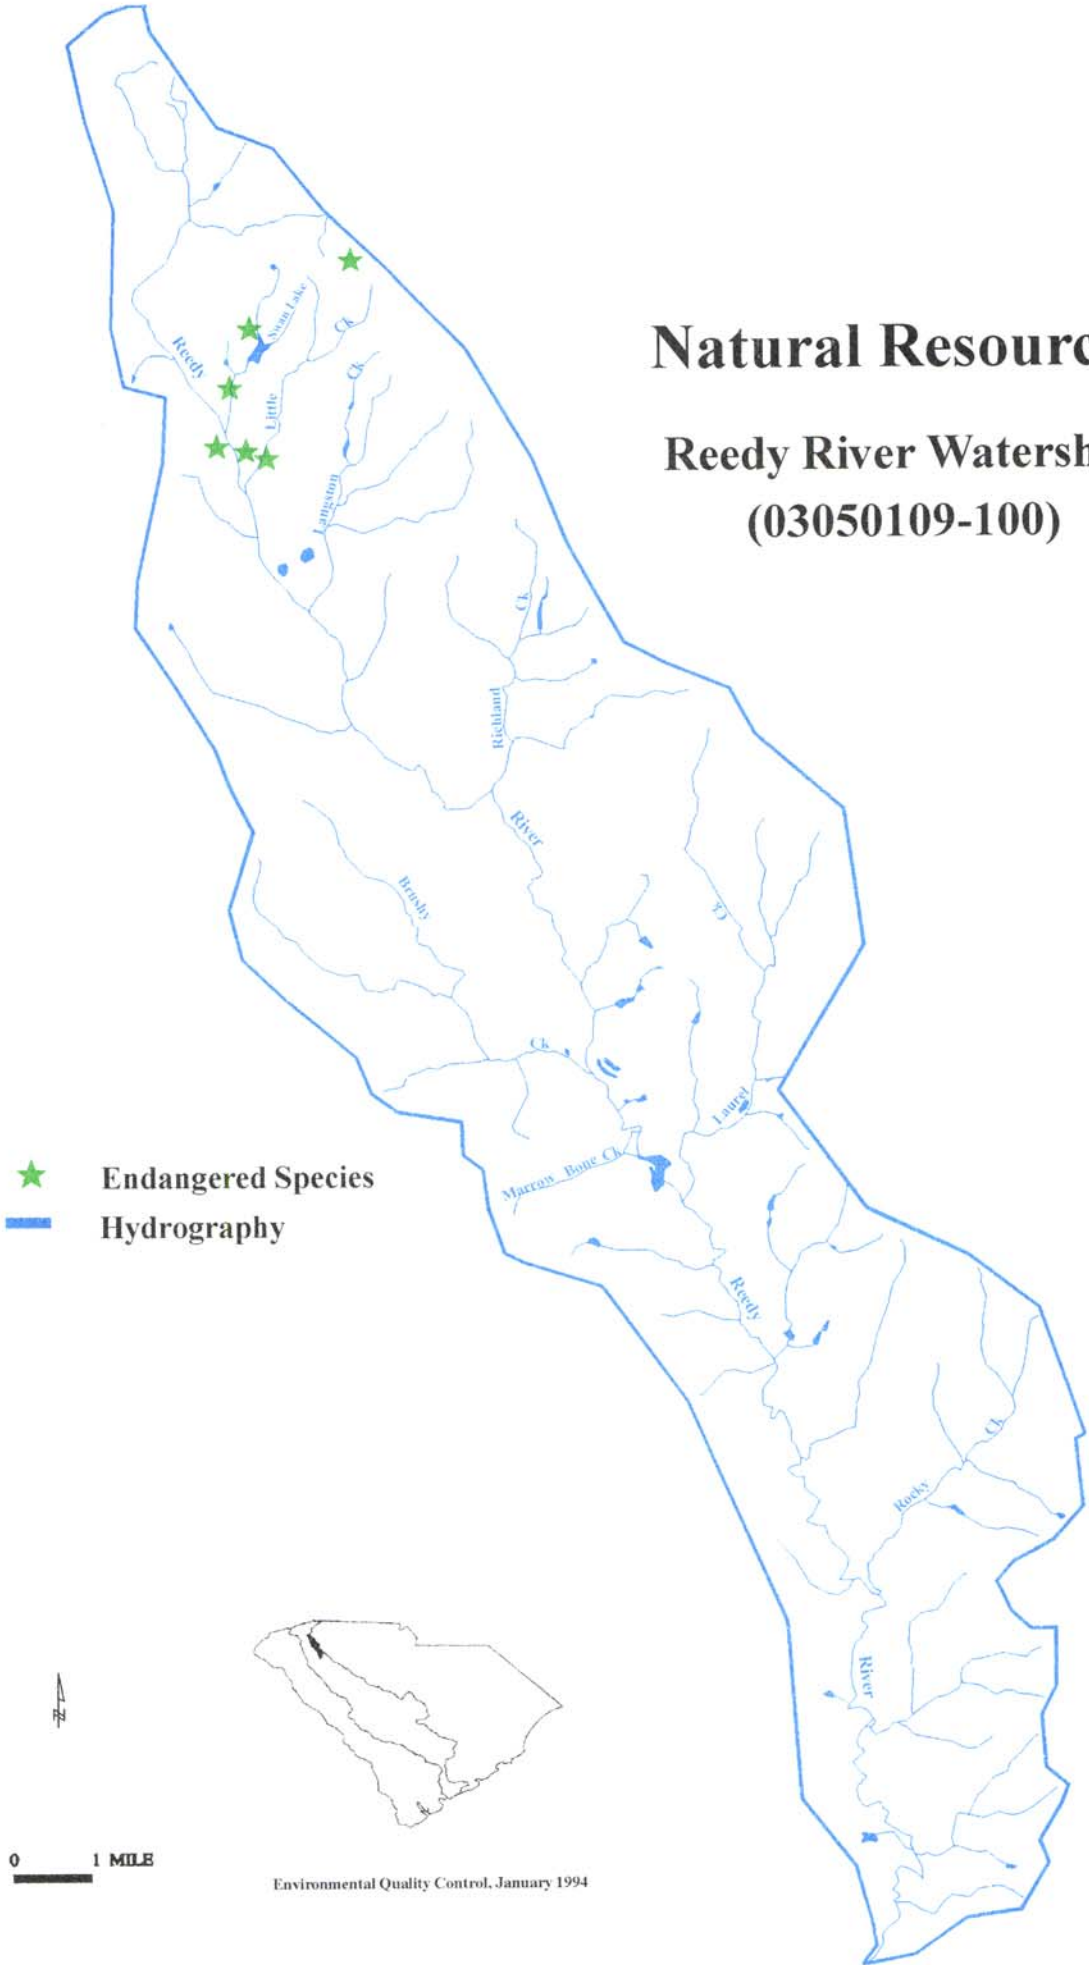 Natural Resourc
Reedy River Watersh
(03050109-100)
Swan Lake
Reedy
Ck
Ck
Little
Langston
Ck
Richland
River
Brushy
Ck
Ck
Laurel
Marrow Bone Ck
Endangered Species
Hydrography
Reedy
Ck
Rocky
River
N
0 1 MILE
Environmental Quality Control, January 1994